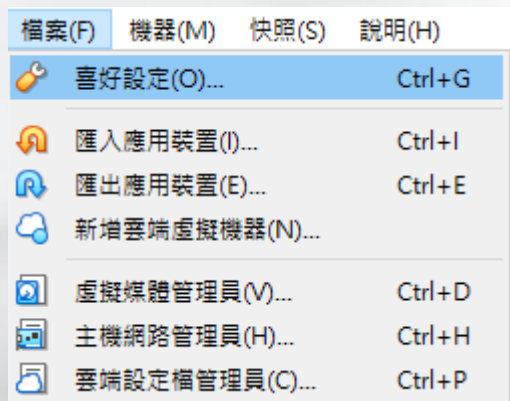 檔案(F) 機器(M) 快照(S) 說明(H)
喜好設定(O)... Ctrl+G
匯入應用裝置(I)... Ctrl+I
匯出應用裝置(E)... Ctrl+E
新增雲端虛擬機器(N)...
虛擬媒體管理員(V)... Ctrl+D
主機網路管理員(H)... Ctrl+H
雲端設定檔管理員(C)... Ctrl+P